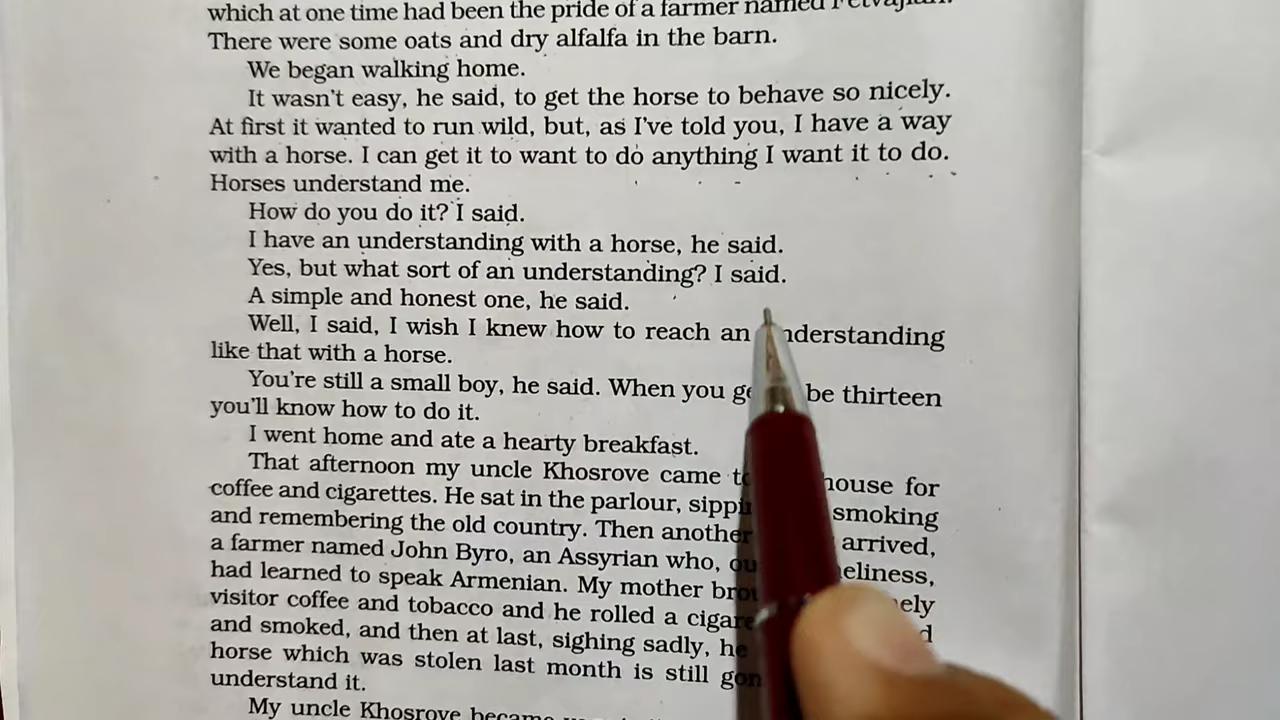 which at one time had been the pride of a farmer named
There were some oats and dry alfalfa in the barn.
We began walking home.
It wasn't easy, he said, to get the horse to behave so nicely.
At first it wanted to run wild, but, as I've told you, I have a way
with a horse. I can get it to want to do anything I want it to do.
Horses understand me.
How do you do it? I said.
I have an understanding with a horse, he said.
Yes, but what sort of an understanding? I said.
A simple and honest one, he said.
Well, I said, I wish I knew how to reach an understanding
like that with a horse.
You're still a small boy, he said. When you be thirteen
you'll know how to do it.
I went home and ate a hearty breakfast.
That afternoon my uncle Khosrove came house for
coffee and cigarettes. He sat in the parlour, smoking
and remembering the old country. Then another arrived,
a farmer named John Byro, an Assyrian who,
had learned to speak Armenian. My mother
visitor coffee and tobacco and he rolled a
and smoked, and then at last, sighing sadly, he
horse which was stolen last month is still
understand it.
My uncle Khosrove became